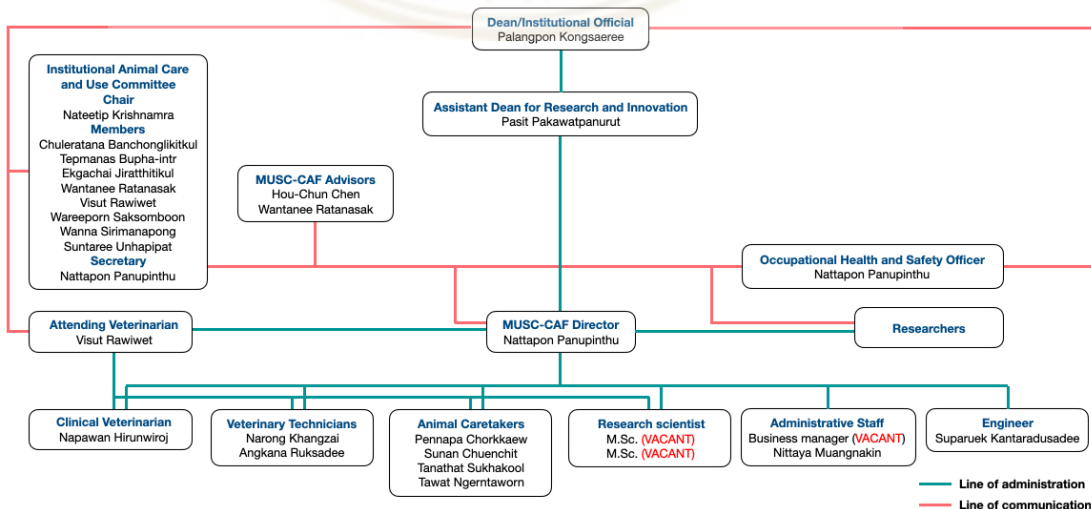 Dean/Institutional Official
Palangpon Kongsaeree
Institutional Animal Care
and Use Committee
Chair
Nateetip Krishnamra
Members
Chuleratana Banchonglikitkul
Tepmanas Bupha-intr
Ekgachai Jiratthitikul
Wantanee Ratanasak
Visut Rawiwet
Wareeporn Saksomboon
Wanna Sirimanapong
Suntaree Unhapipat
Secretary
Nattapon Panupinthu
Assistant Dean for Research and Innovation
Pasit Pakawatpanurut
MUSC-CAF Advisors
Hou-Chun Chen
Wantanee Ratanasak
Occupational Health and Safety Officer
Nattapon Panupinthu
Attending Veterinarian
Visut Rawiwet
MUSC-CAF Director
Nattapon Panupinthu
Researchers
Clinical Veterinarian
Napawan Hirunwiroj
Veterinary Technicians
Narong Khangzai
Angkana Ruksadee
Animal Caretakers
Pennapa Chorkkaew
Sunan Chuenchit
Tanathat Sukhakool
Tawat Ngerntaworn
Research scientist
M.Sc. (VACANT)
M.Sc. (VACANT)
Administrative Staff
Business manager (VACANT)
Nittaya Muangnakin
Engineer
Suparuek Kantaradusadee
Line of administration
Line of communication